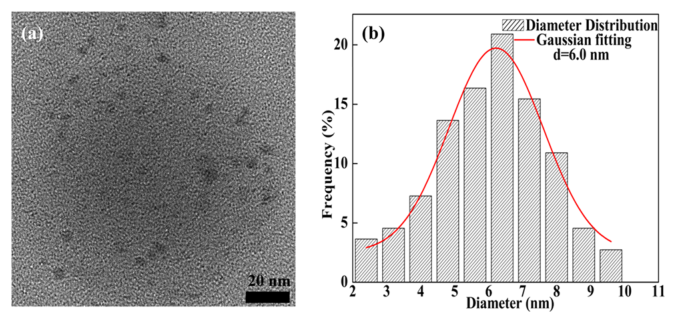 (a)
20 nm
(b)
Diameter Distribution
Gaussian fitting
d=6.0 nm
Frequency (%)
20
15
10
5
0
2 3 4 5 6 7 8 9 10 11
Diameter (nm)